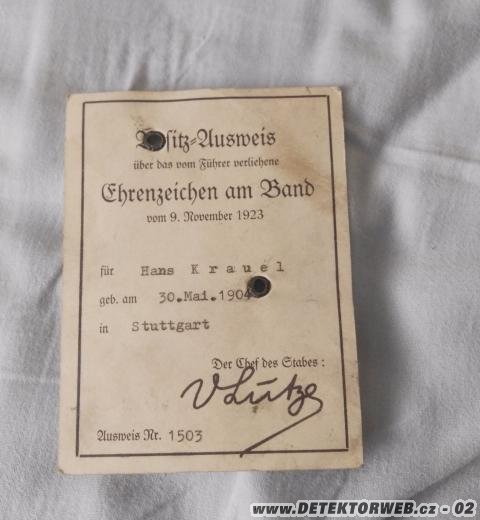 Besitz-Ausweis
über das vom Führer verliehene
Ehrenzeichen am Band
vom 9. November 1923
für Hans Krauel
geb. am 30.Mai.1904
in Stuttgart
Der Chef des Stabes:
VLutze
Ausweis Nr. 1503
www.DETEKTORWEB.cz - 02